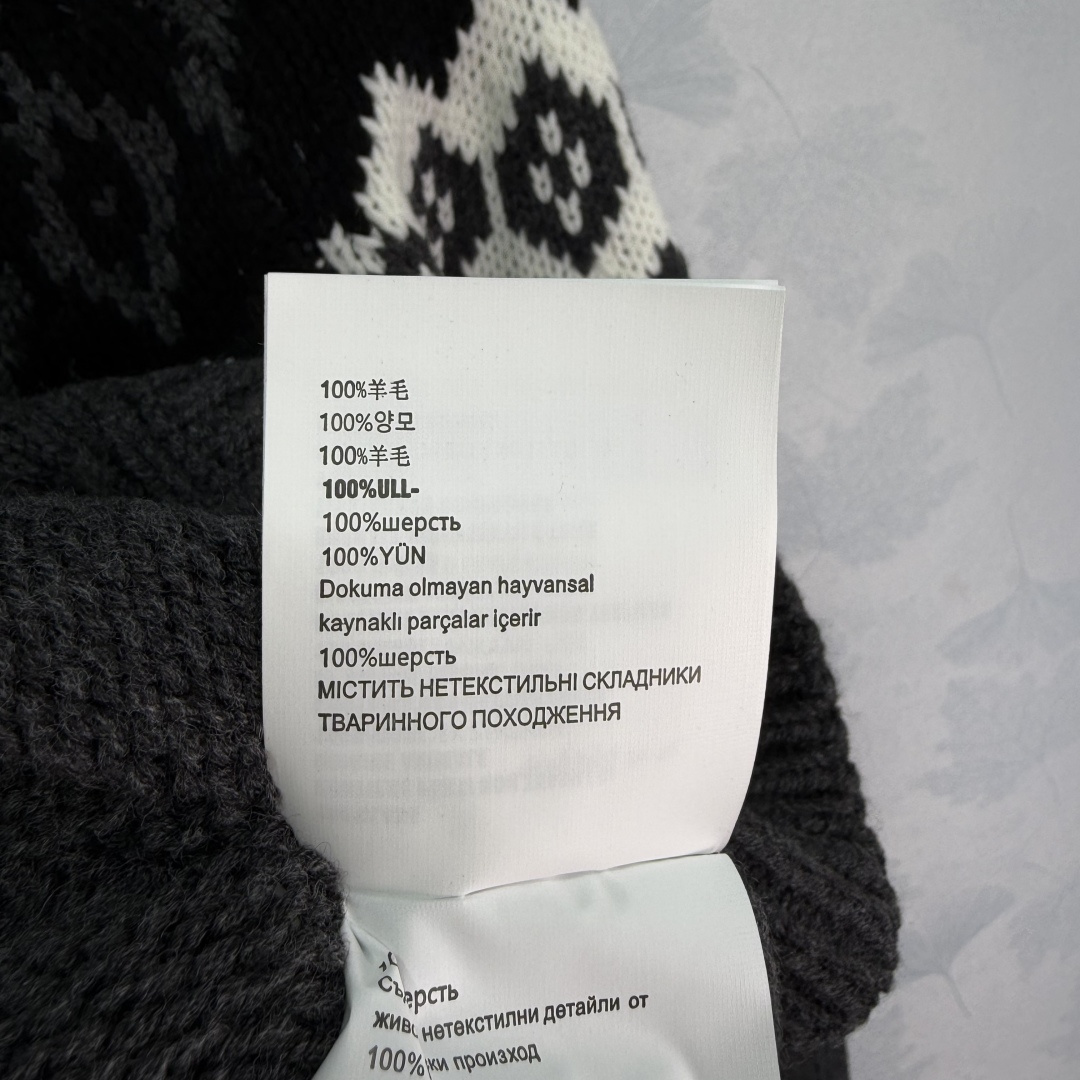 100%羊毛
100%양모
100%羊毛
100%ULL-
100%шерсть
100%YÜN
Dokuma olmayan hayvansal
kaynaklı parçalar içerir
100%шерсть
МІСТИТЬ НЕТЕКСТИЛЬНІ СКЛАДНИКИ
ТВАРИННОГО ПОХОДЖЕННЯ
нетекстилни детайли от
100% произход